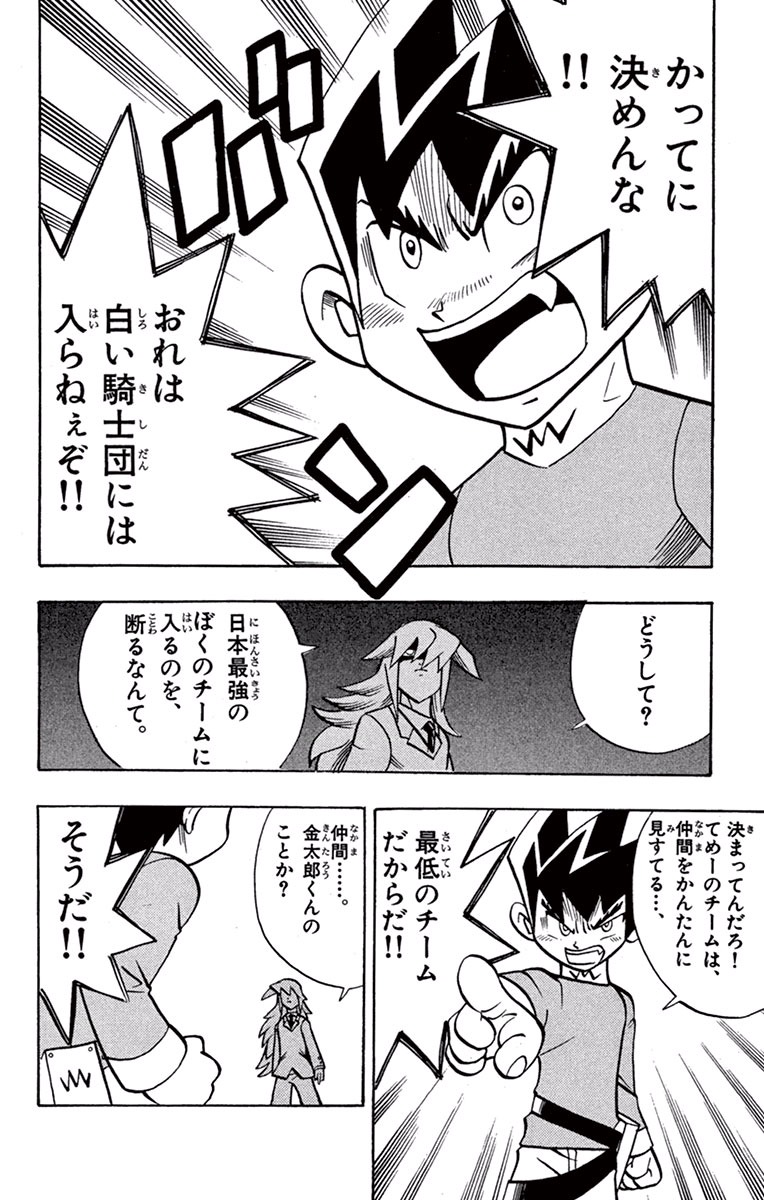 かってに
決めんな
!!
おれは
白い騎士団には
入らねぇぞ!!
どうして?
日本最強の
ぼくのチームに
入るのを、
断るなんて。
決まってんだろ!
てめーのチームは、
仲間をかんたんに
見すてる…、
最低のチーム
だからだ!!
仲間……。
金太郎くんの
ことか?
そうだ!!